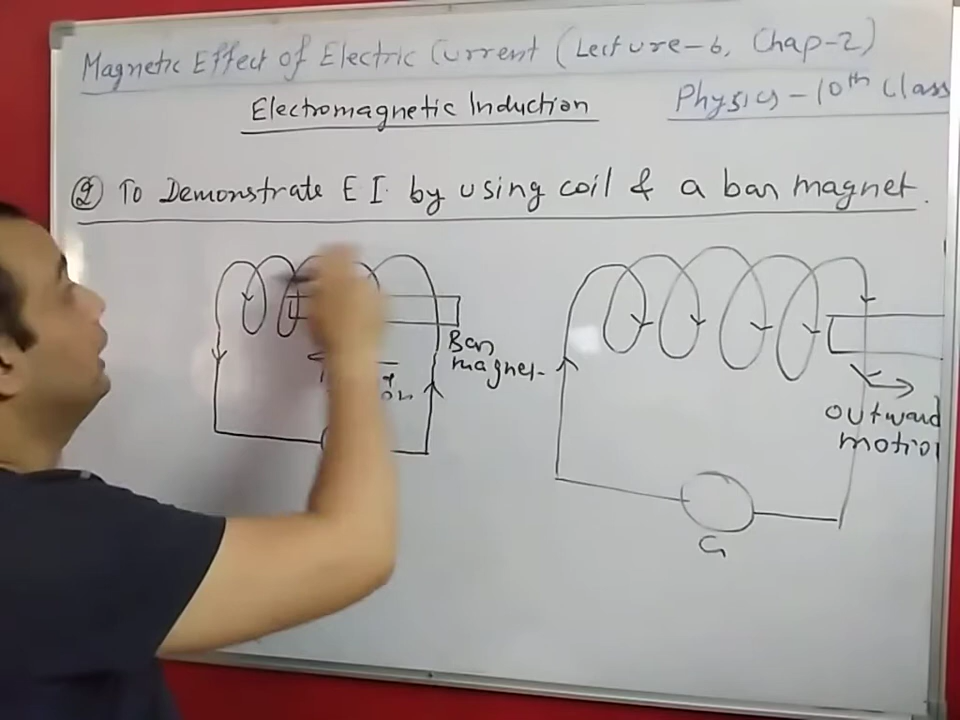 Magnetic Effect of Electric Current (Lecture-6, Chap-2)
Electromagnetic Induction
Physics - 10th Class
② To Demonstrate E I. by using coil & a bar magnet.
Bar
magnet
Outward
motion
G